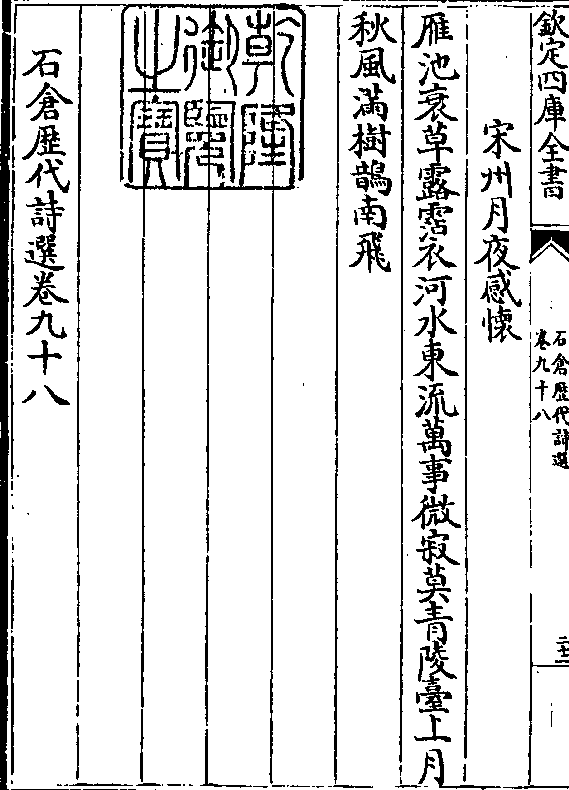 欽定四庫全書
石倉歴代詩選
卷九十八
宋州月夜感懷
雁池衰草露霑衣河水東流萬事微寂莫青陵臺上月
秋風滿樹鵲南飛
乾隆
御覽
之寶
石倉歴代詩選卷九十八